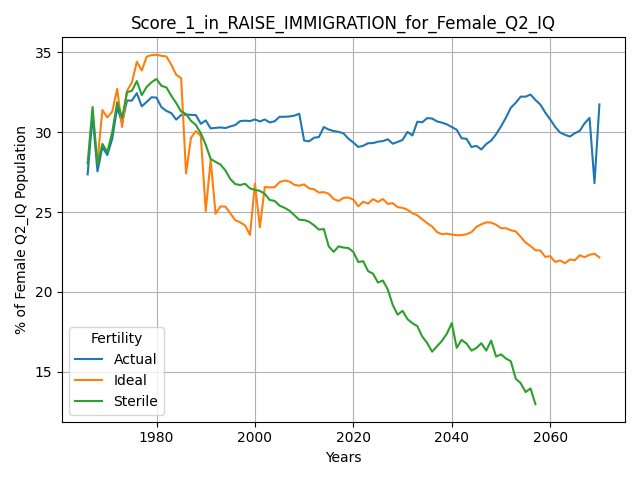 Score_1_in_RAISE_IMMIGRATION_for_Female_Q2_IQ
% of Female Q2_IQ Population
35
30
25
20
15
Fertility
Actual
Ideal
Sterile
1980 2000 2020 2040 2060
Years